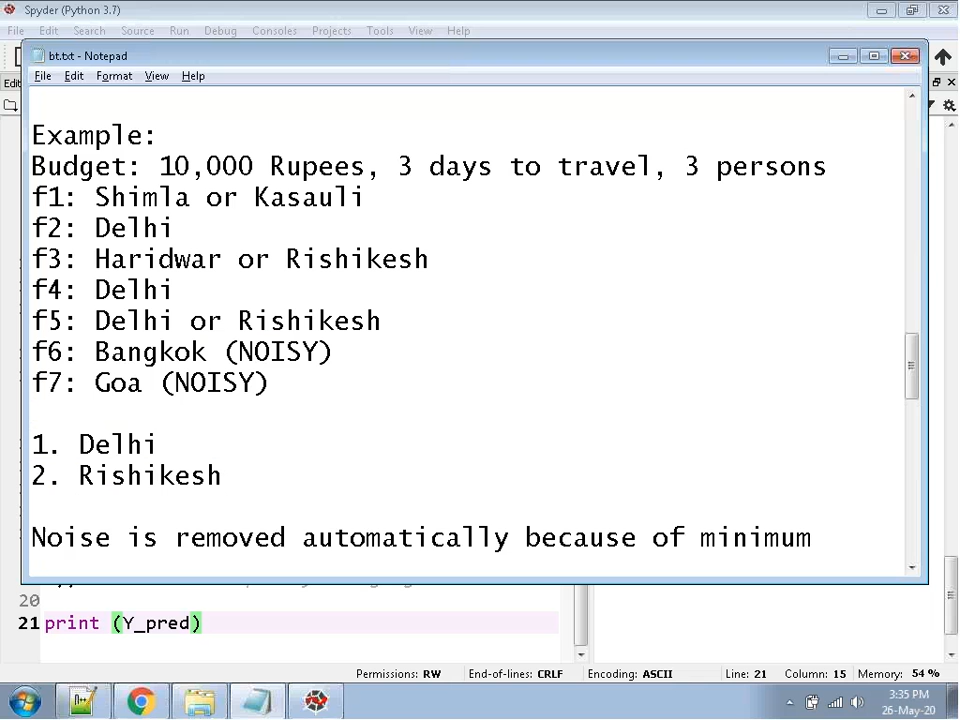 Spyder (Python 3.7)
File Edit Search Source Run Debug Consoles Projects Tools View Help
bt.txt - Notepad
File Edit Format View Help
Edi
Example:
Budget: 10,000 Rupees, 3 days to travel, 3 persons
f1: Shimla or Kasauli
f2: Delhi
f3: Haridwar or Rishikesh
f4: Delhi
f5: Delhi or Rishikesh
f6: Bangkok (NOISY)
f7: Goa (NOISY)
1. Delhi
2. Rishikesh
Noise is removed automatically because of minimum
20
21 print (Y_pred)
Permissions: RW End-of-lines: CRLF Encoding: ASCII Line: 21 Column: 15 Memory: 54 %
3:35 PM
26-May-20